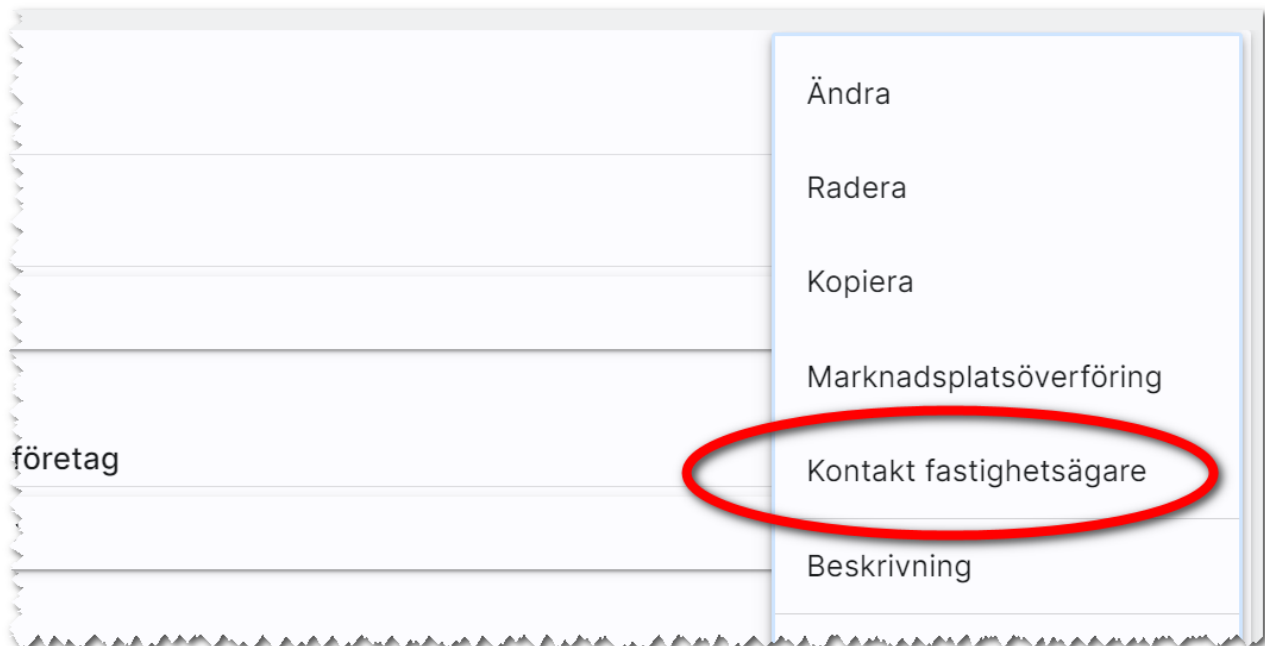 Ändra
Radera
Kopiera
Marknadsplatsöverföring
företag
Kontakt fastighetsägare
Beskrivning